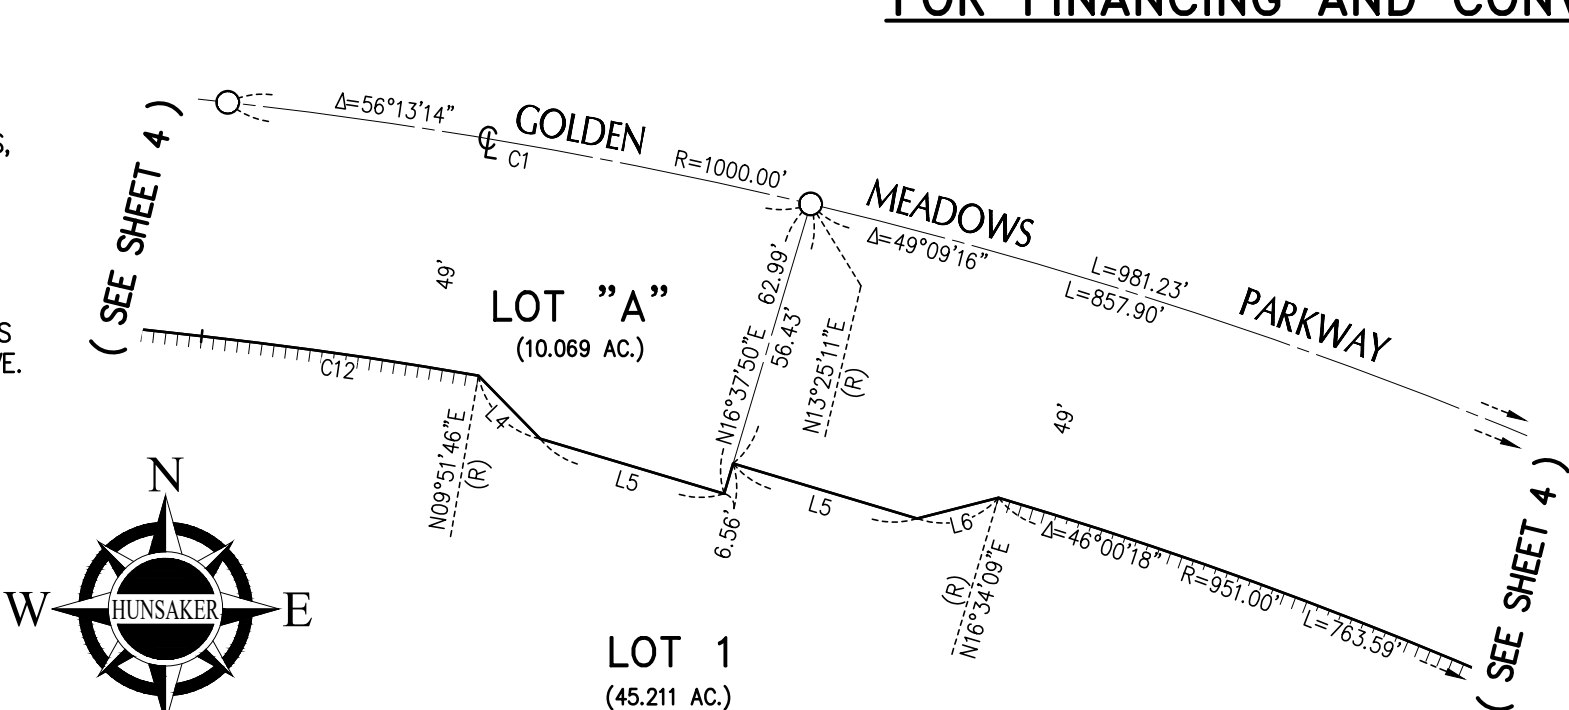 FOR FINANCING AND CONV
S,
S
VE.
( SEE SHEET 4 )
Δ=56°13'14"
℄ C1
GOLDEN
R=1000.00'
MEADOWS
Δ=49°09'16"
L=981.23'
L=857.90'
PARKWAY
49'
LOT "A"
(10.069 AC.)
62.99'
N16°37'50"E
56.43'
N13°25'11"E
(R)
49'
C12
N09°51'46"E
(R)
L4
L5
6.56'
L5
L6
(R)
N16°34'09"E
Δ=46°00'18"
R=951.00'
L=763.59'
( SEE SHEET 4 )
N
W
HUNSAKER
E
LOT 1
(45.211 AC.)